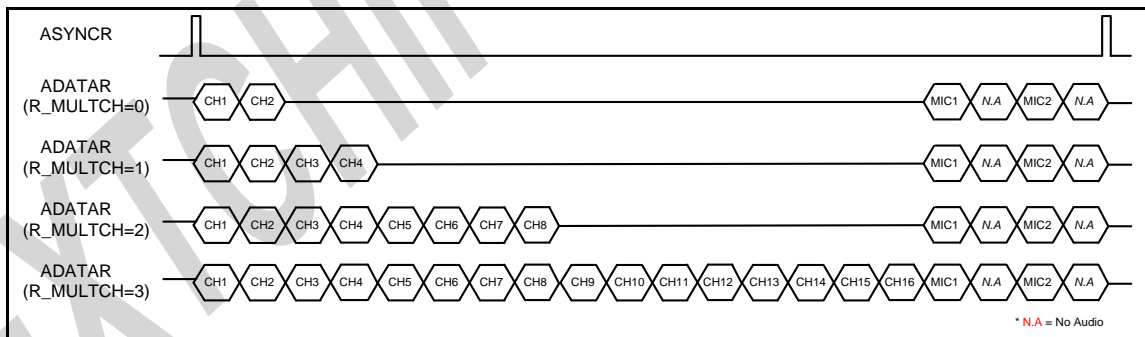 ASYNCR
ADATAR
(R_MULTCH=0) CH1 CH2 MIC1 N.A MIC2 N.A
ADATAR
(R_MULTCH=1) CH1 CH2 CH3 CH4 MIC1 N.A MIC2 N.A
ADATAR
(R_MULTCH=2) CH1 CH2 CH3 CH4 CH5 CH6 CH7 CH8 MIC1 N.A MIC2 N.A
ADATAR
(R_MULTCH=3) CH1 CH2 CH3 CH4 CH5 CH6 CH7 CH8 CH9 CH10 CH11 CH12 CH13 CH14 CH15 CH16 MIC1 N.A MIC2 N.A
* N.A = No Audio